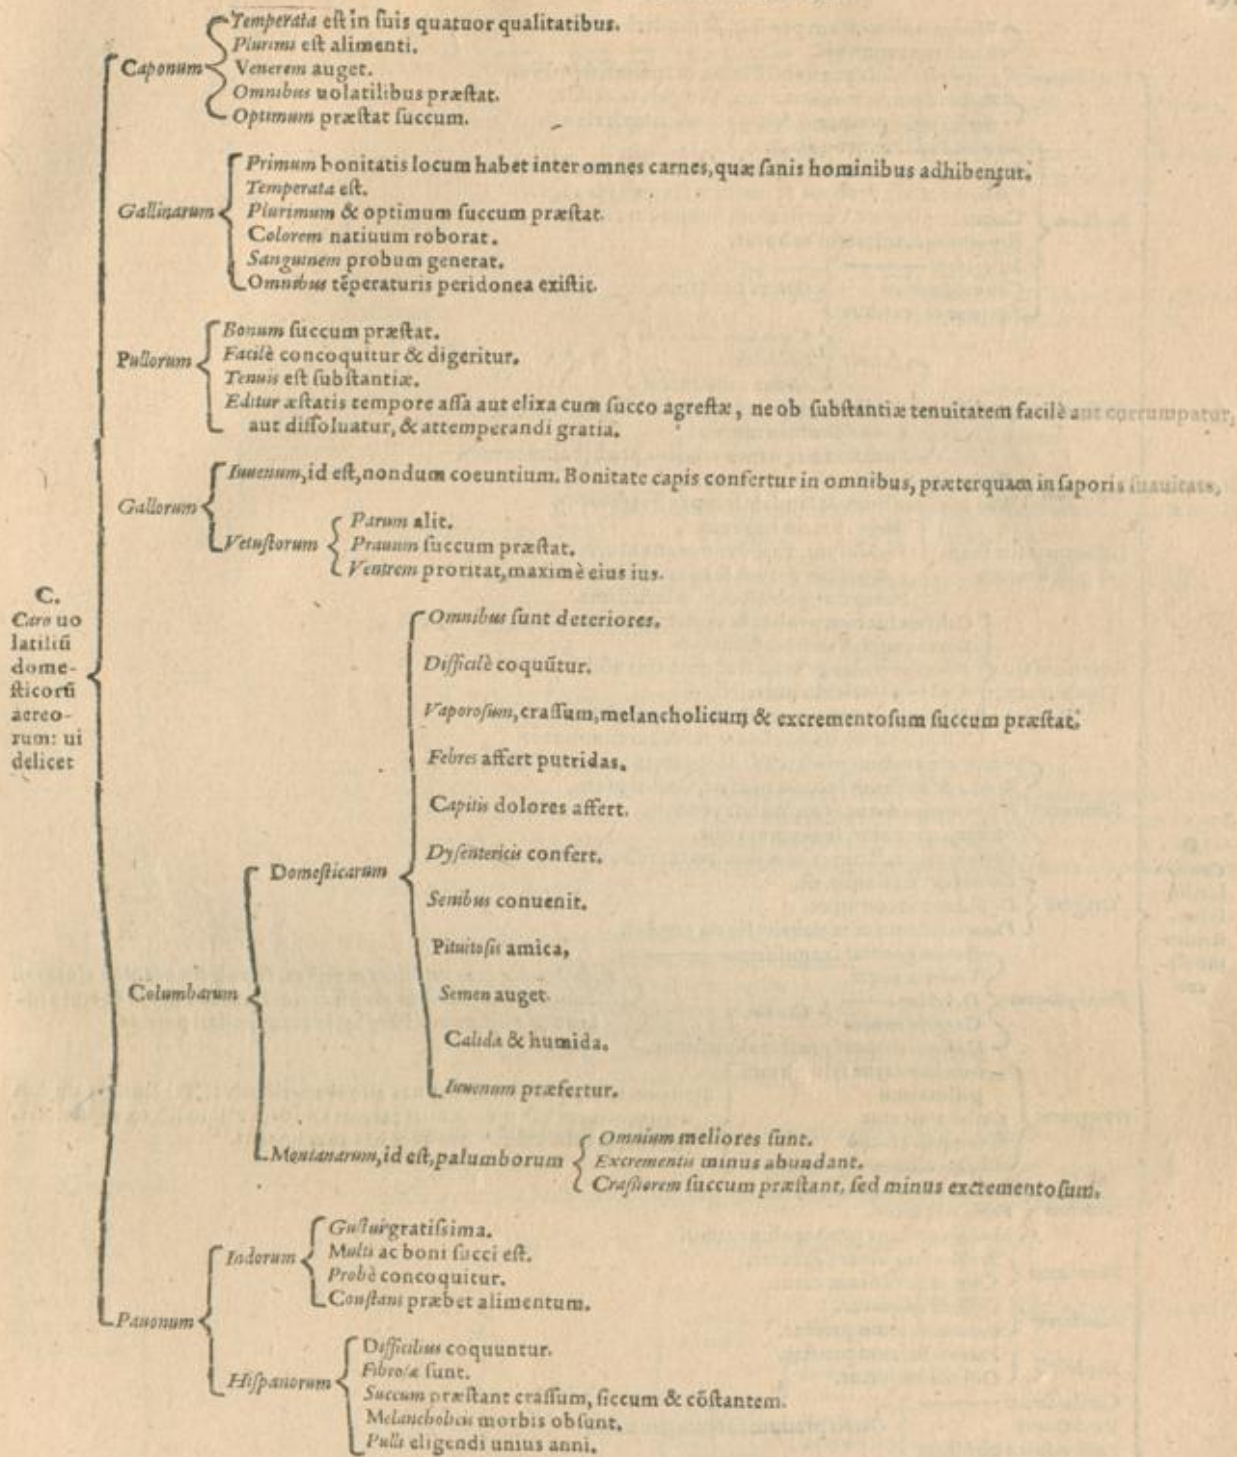 Caponum
Temperata eſt in ſuis quatuor qualitatibus.
Plurimi eſt alimenti.
Venerem auget.
Omnibus uolatilibus præſtat.
Optimum præſtat ſuccum.
Gallinarum
Primum bonitatis locum habet inter omnes carnes, quæ ſanis hominibus adhibentur.
Temperata eſt.
Plurimum & optimum ſuccum præſtat.
Colorem natiuum roborat.
Sanguinem probum generat.
Omnibus tẽperaturis peridonea exiſtit.
Pullorum
Bonum ſuccum præſtat.
Facilè concoquitur & digeritur.
Tenuis eſt ſubſtantiæ.
Editur æſtatis tempore aſſa aut elixa cum ſucco agreſtæ, ne ob ſubſtantiæ tenuitatem facilè aut corrumpatur,
aut diſſoluatur, & attemperandi gratia.
Gallorum
Iuuenum, id eſt, nondum coeuntium. Bonitate capis confertur in omnibus, præterquam in ſaporis ſuauitate,
Vetuſtorum
Parum alit.
Prauum ſuccum præſtat.
Ventrem proritat, maximè eius ius.
C.
Caro uo
latiliũ
dome-
ſticorũ
aereo-
rum: ui
delicet
Columbarum
Domeſticarum
Omnibus ſunt deteriores.
Difficilè coquũtur.
Vaporoſum, craſſum, melancholicum & excrementoſum ſuccum præſtat.
Febres affert putridas.
Capitis dolores affert.
Dyſentericis confert.
Senibus conuenit.
Pituitoſis amica,
Semen auget.
Calida & humida.
Iuuenum præfertur.
Montanarum, id eſt, palumborum
Omnium meliores ſunt.
Excrementis minus abundant.
Craſſiorem ſuccum præſtant, ſed minus excrementoſum.
Pauonum
Indorum
Guſtui gratiſsima.
Multi ac boni ſucci eſt.
Probè concoquitur.
Conſtans præbet alimentum.
Hiſpanorum
Difficilius coquuntur.
Fibroſæ ſunt.
Succum præſtant craſſum, ſiccum & cõſtantem.
Melancholicis morbis obſunt.
Pulli eligendi unius anni.